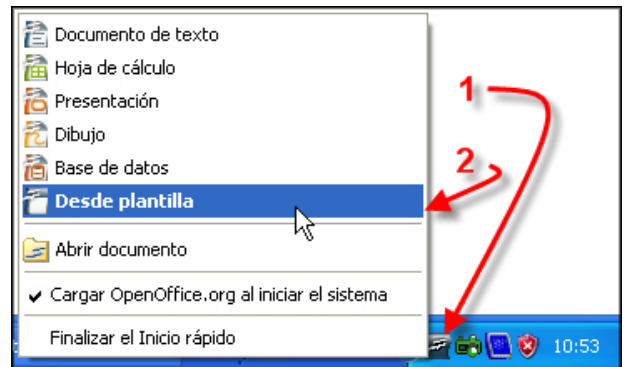 Documento de texto
Hoja de cálculo
Presentación
Dibujo
Base de datos
Desde plantilla
Abrir documento
Cargar OpenOffice.org al iniciar el sistema
Finalizar el Inicio rápido
1
2
10:53